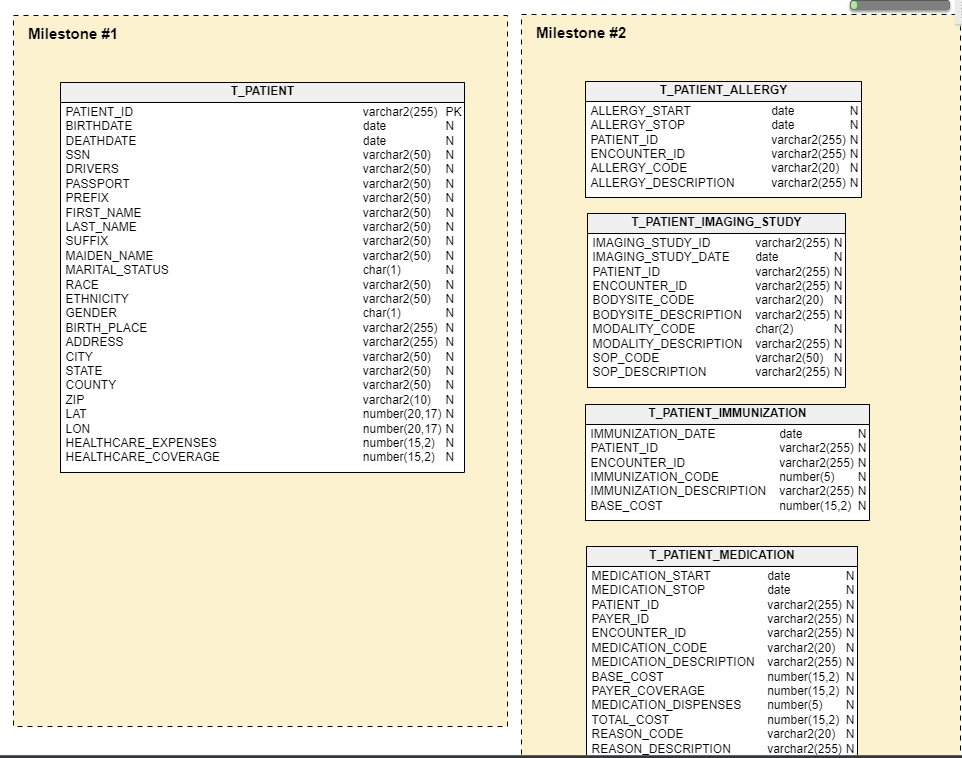 Milestone #1
T_PATIENT
PATIENT_ID varchar2(255) PK
BIRTHDATE date N
DEATHDATE date N
SSN varchar2(50) N
DRIVERS varchar2(50) N
PASSPORT varchar2(50) N
PREFIX varchar2(50) N
FIRST_NAME varchar2(50) N
LAST_NAME varchar2(50) N
SUFFIX varchar2(50) N
MAIDEN_NAME varchar2(50) N
MARITAL_STATUS char(1) N
RACE varchar2(50) N
ETHNICITY varchar2(50) N
GENDER char(1) N
BIRTH_PLACE varchar2(255) N
ADDRESS varchar2(255) N
CITY varchar2(50) N
STATE varchar2(50) N
COUNTY varchar2(50) N
ZIP varchar2(10) N
LAT number(20,17) N
LON number(20,17) N
HEALTHCARE_EXPENSES number(15,2) N
HEALTHCARE_COVERAGE number(15,2) N
Milestone #2
T_PATIENT_ALLERGY
ALLERGY_START date N
ALLERGY_STOP date N
PATIENT_ID varchar2(255) N
ENCOUNTER_ID varchar2(255) N
ALLERGY_CODE varchar2(20) N
ALLERGY_DESCRIPTION varchar2(255) N
T_PATIENT_IMAGING_STUDY
IMAGING_STUDY_ID varchar2(255) N
IMAGING_STUDY_DATE date N
PATIENT_ID varchar2(255) N
ENCOUNTER_ID varchar2(255) N
BODYSITE_CODE varchar2(20) N
BODYSITE_DESCRIPTION varchar2(255) N
MODALITY_CODE char(2) N
MODALITY_DESCRIPTION varchar2(255) N
SOP_CODE varchar2(50) N
SOP_DESCRIPTION varchar2(255) N
T_PATIENT_IMMUNIZATION
IMMUNIZATION_DATE date N
PATIENT_ID varchar2(255) N
ENCOUNTER_ID varchar2(255) N
IMMUNIZATION_CODE number(5) N
IMMUNIZATION_DESCRIPTION varchar2(255) N
BASE_COST number(15,2) N
T_PATIENT_MEDICATION
MEDICATION_START date N
MEDICATION_STOP date N
PATIENT_ID varchar2(255) N
PAYER_ID varchar2(255) N
ENCOUNTER_ID varchar2(255) N
MEDICATION_CODE varchar2(20) N
MEDICATION_DESCRIPTION varchar2(255) N
BASE_COST number(15,2) N
PAYER_COVERAGE number(15,2) N
MEDICATION_DISPENSES number(5) N
TOTAL_COST number(15,2) N
REASON_CODE varchar2(20) N
REASON_DESCRIPTION varchar2(255) N